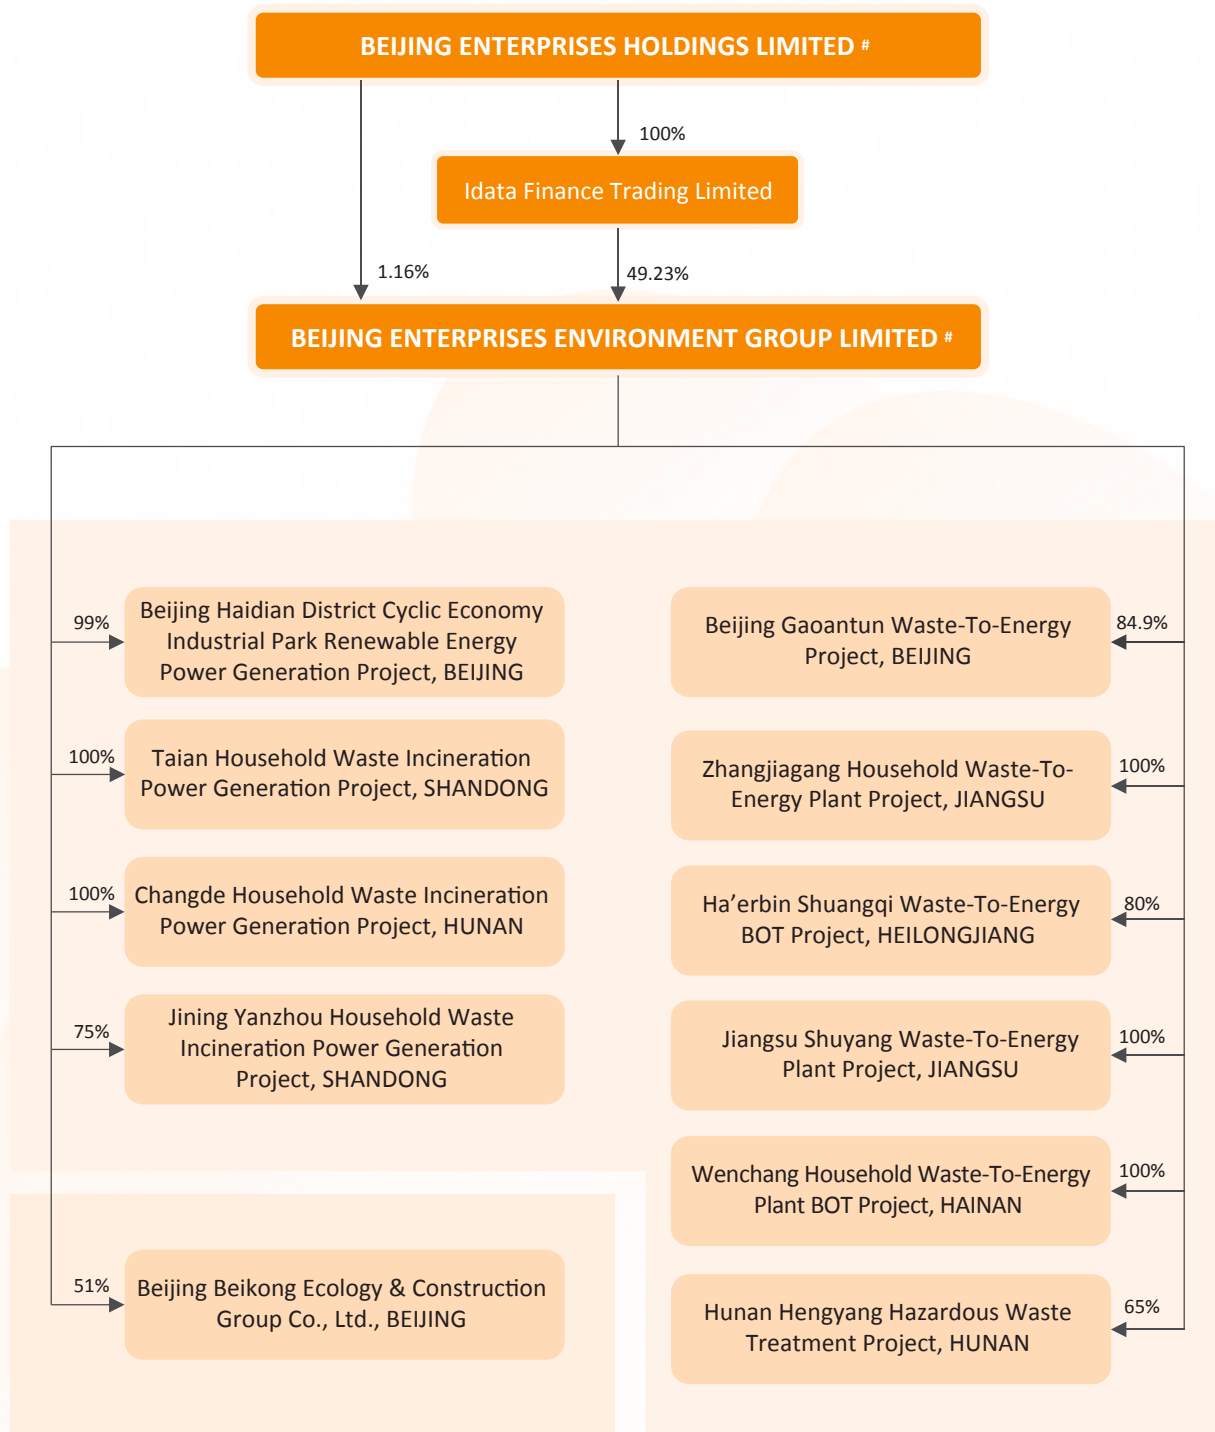 BEIJING ENTERPRISES HOLDINGS LIMITED #
100%
Idata Finance Trading Limited
1.16%
49.23%
BEIJING ENTERPRISES ENVIRONMENT GROUP LIMITED #
99%
Beijing Haidian District Cyclic Economy
Industrial Park Renewable Energy
Power Generation Project, BEIJING
100%
Taian Household Waste Incineration
Power Generation Project, SHANDONG
100%
Changde Household Waste Incineration
Power Generation Project, HUNAN
75%
Jining Yanzhou Household Waste
Incineration Power Generation
Project, SHANDONG
51%
Beijing Beikong Ecology & Construction
Group Co., Ltd., BEIJING
Beijing Gaoantun Waste-To-Energy
Project, BEIJING
84.9%
Zhangjiagang Household Waste-To-
Energy Plant Project, JIANGSU
100%
Ha’erbin Shuangqi Waste-To-Energy
BOT Project, HEILONGJIANG
80%
Jiangsu Shuyang Waste-To-Energy
Plant Project, JIANGSU
100%
Wenchang Household Waste-To-Energy
Plant BOT Project, HAINAN
100%
Hunan Hengyang Hazardous Waste
Treatment Project, HUNAN
65%